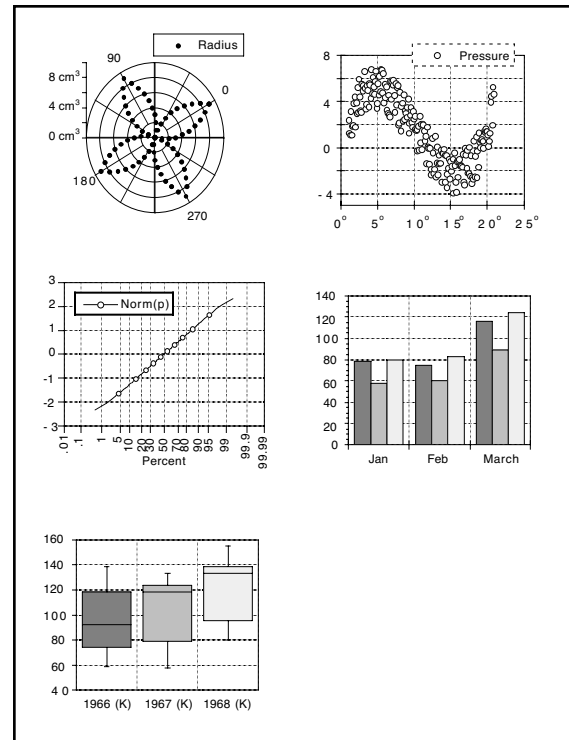 Radius
90
8 cm³
4 cm³
0 cm³
0
180
270
Pressure
8
4
0
-4
0° 5° 10° 15° 20° 25°
3
2
1
0
-1
-2
-3
Norm(p)
.01 .1 1 5 10 20 30 50 70 80 90 95 99 99.9 99.99
Percent
140
120
100
80
60
40
20
0
Jan Feb March
160
140
120
100
80
60
40
1966 (K) 1967 (K) 1968 (K)